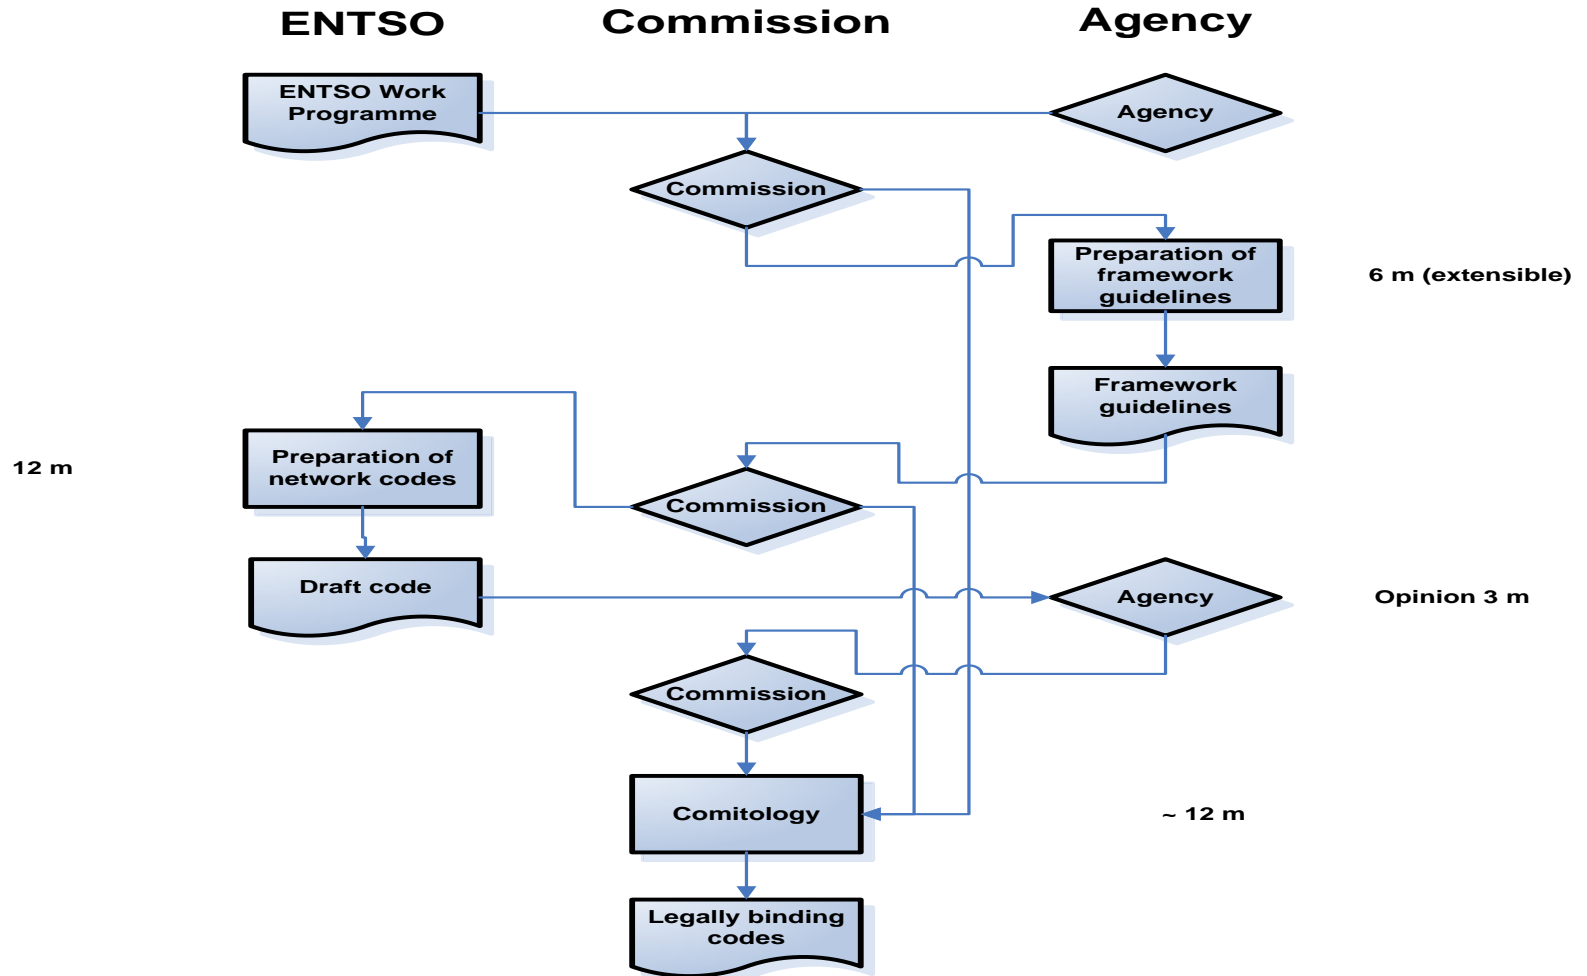 ENTSO
Commission
Agency
ENTSO Work
Programme
Agency
Commission
Preparation of
framework
guidelines
6 m (extensible)
Framework
guidelines
12 m
Preparation of
network codes
Commission
Draft code
Agency
Opinion 3 m
Commission
Comitology
~ 12 m
Legally binding
codes